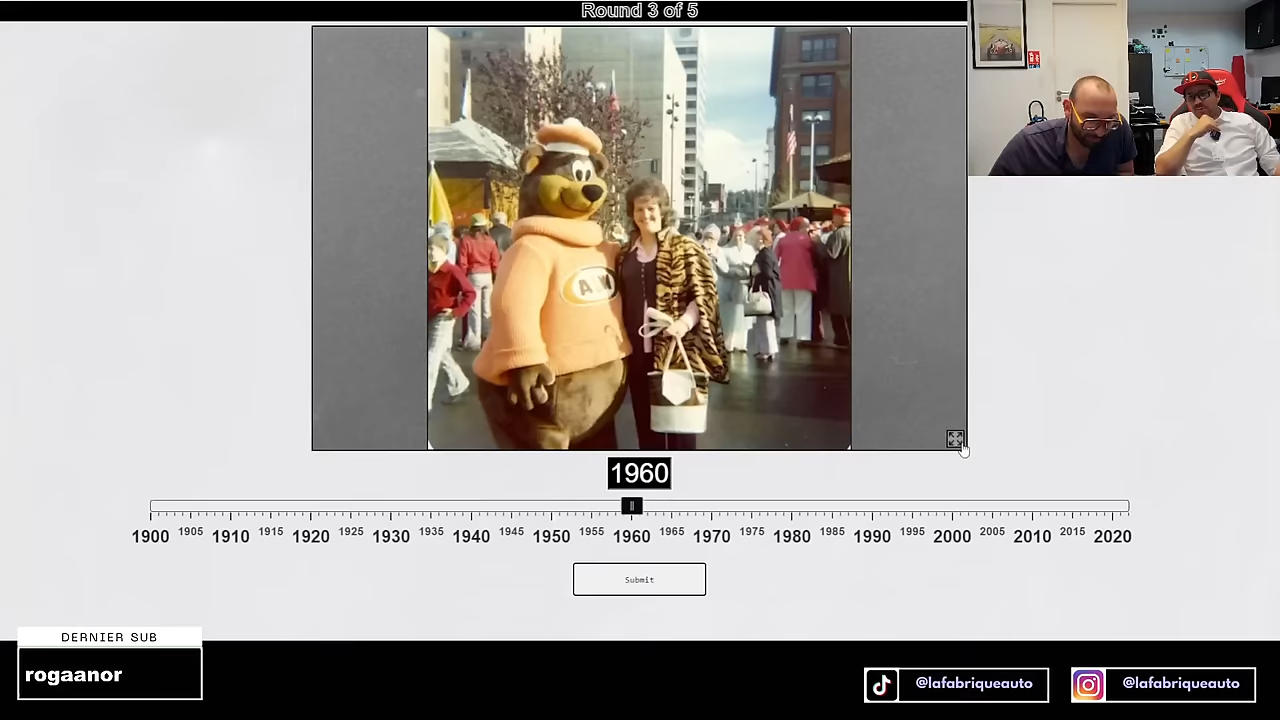 Round 3 of 5
A&W
1960
1900 1905 1910 1915 1920 1925 1930 1935 1940 1945 1950 1955 1960 1965 1970 1975 1980 1985 1990 1995 2000 2005 2010 2015 2020
Submit
DERNIER SUB
rogaanor
@lafabriqueauto
@lafabriqueauto